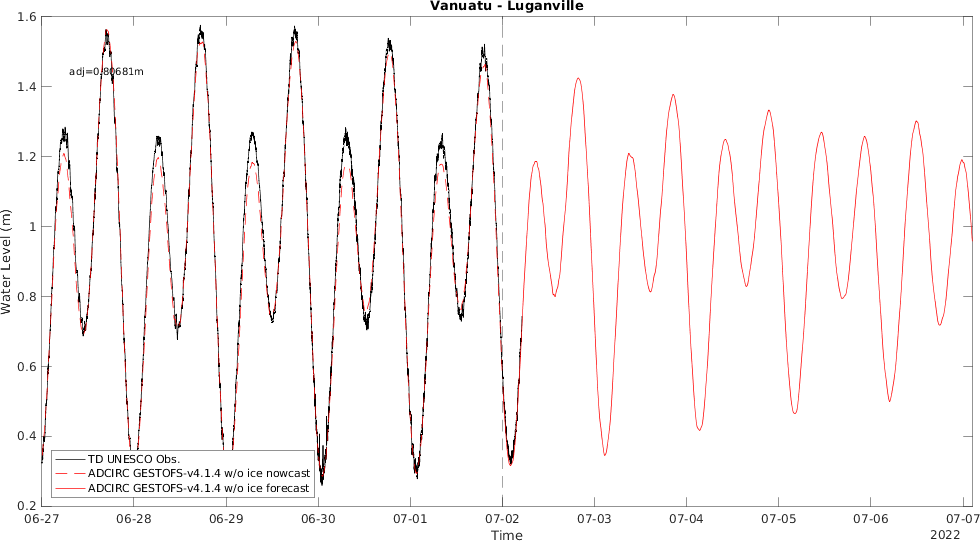 Vanuatu - Luganville
1.6
1.4
1.2
1
0.8
0.6
0.4
0.2
Water Level (m)
adj=0.80681m
TD UNESCO Obs.
ADCIRC GESTOFS-v4.1.4 w/o ice nowcast
ADCIRC GESTOFS-v4.1.4 w/o ice forecast
06-27 06-28 06-29 06-30 07-01 07-02 07-03 07-04 07-05 07-06 07-07
Time
2022